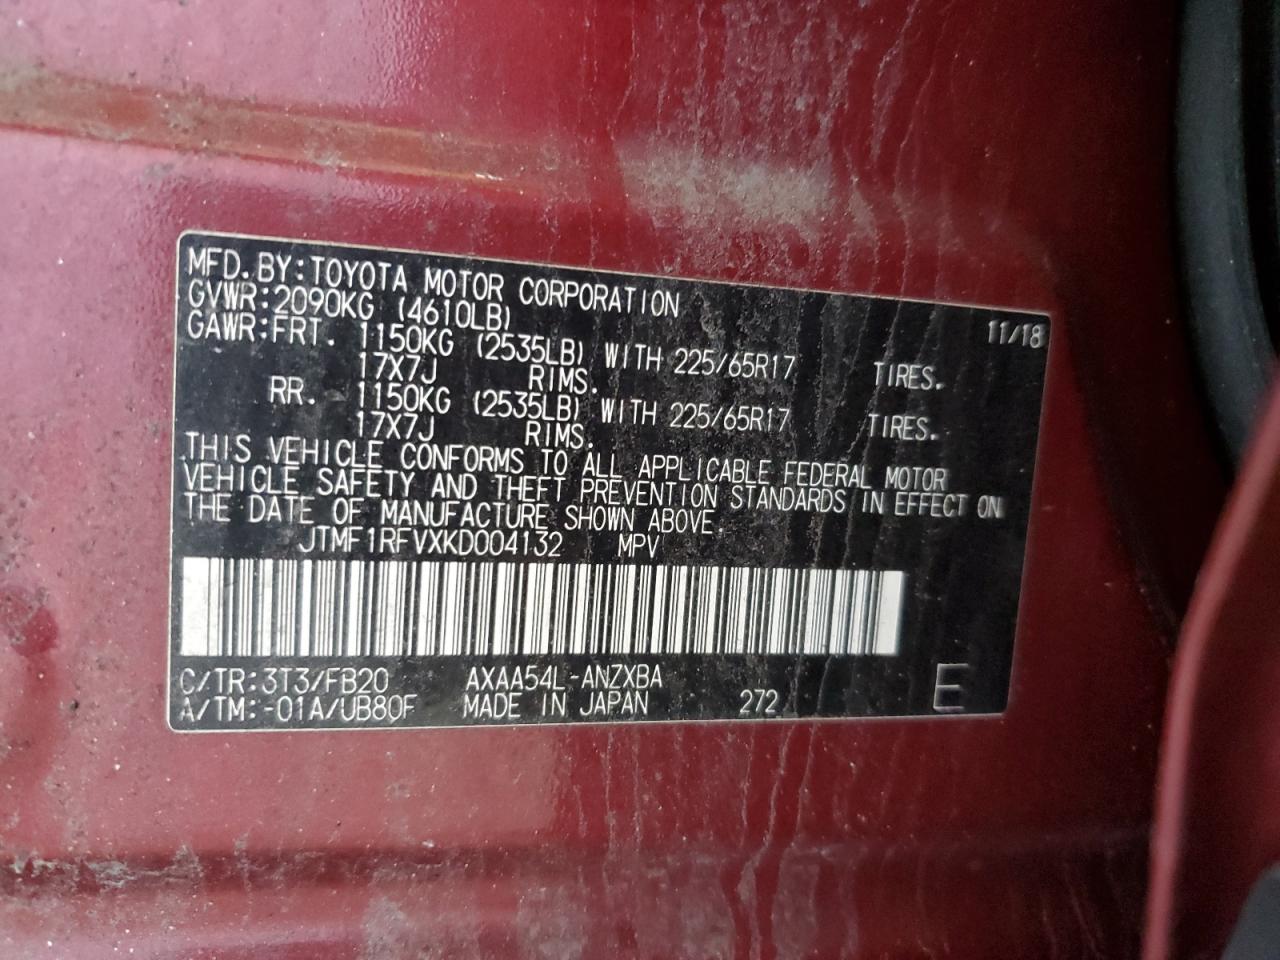 MFD.BY:TOYOTA MOTOR CORPORATION 11/18
GVWR:2090KG (4610LB)
GAWR:FRT. 1150KG (2535LB) WITH 225/65R17 TIRES.
17X7J RIMS.
RR. 1150KG (2535LB) WITH 225/65R17 TIRES.
17X7J RIMS.
THIS VEHICLE CONFORMS TO ALL APPLICABLE FEDERAL MOTOR
VEHICLE SAFETY AND THEFT PREVENTION STANDARDS IN EFFECT ON
THE DATE OF MANUFACTURE SHOWN ABOVE.
JTMF1RFVXKD004132 MPV
C/TR:3T3/FB20 AXAA54L-ANZXBA
A/TM:-01A/UB80F MADE IN JAPAN 272 E